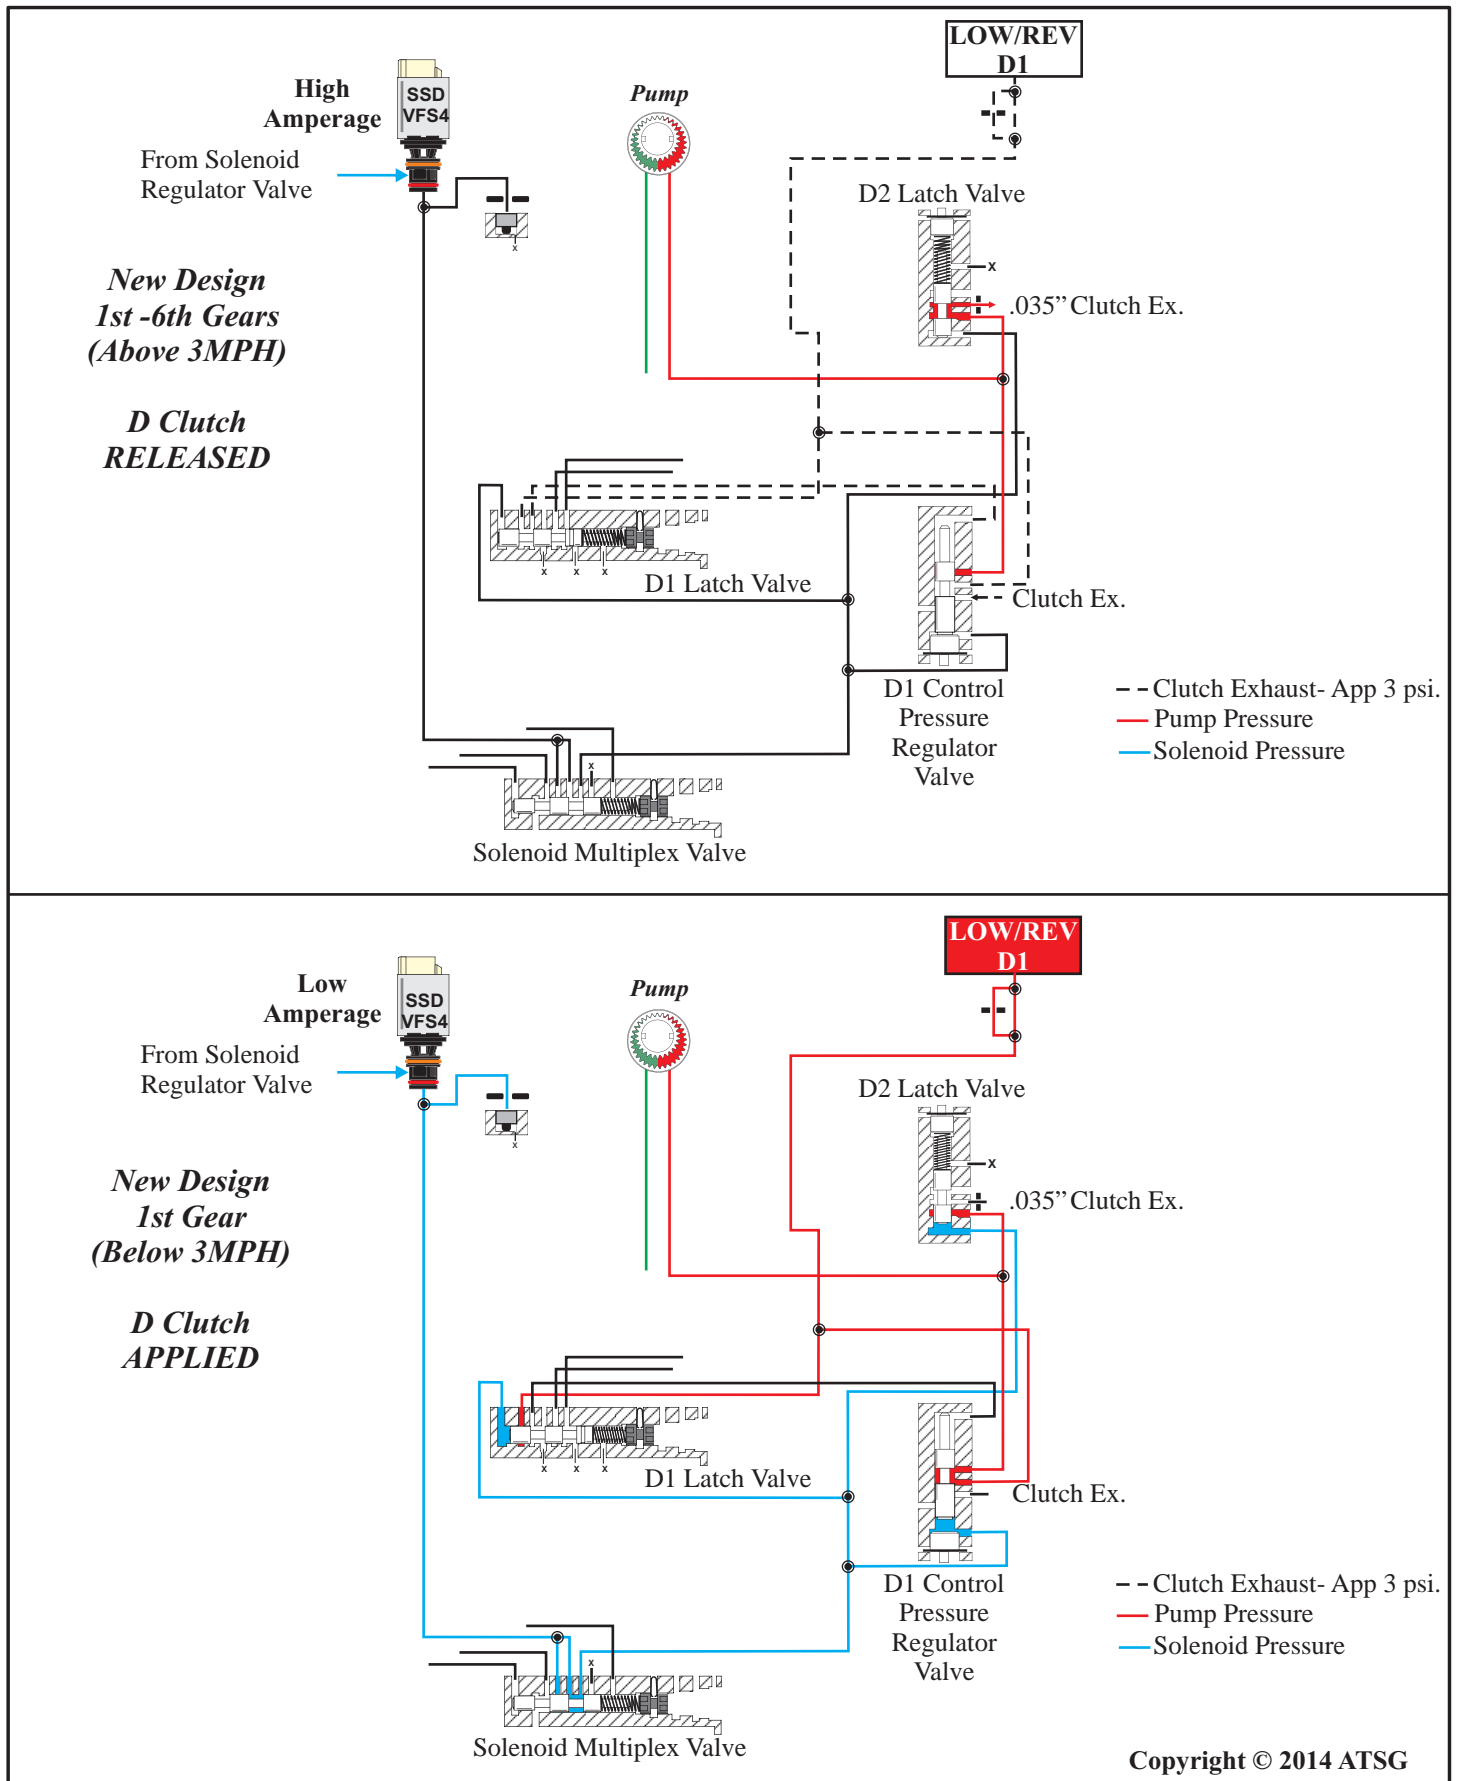 LOW/REV
D1
High
Amperage
SSD
VFS4
Pump
From Solenoid
Regulator Valve
D2 Latch Valve
x
x
New Design
1st -6th Gears
(Above 3MPH)
.035” Clutch Ex.
D Clutch
RELEASED
x x x
D1 Latch Valve
Clutch Ex.
D1 Control
Pressure
Regulator
Valve
Clutch Exhaust- App 3 psi.
Pump Pressure
Solenoid Pressure
x
Solenoid Multiplex Valve
LOW/REV
D1
Low
Amperage
SSD
VFS4
Pump
From Solenoid
Regulator Valve
D2 Latch Valve
x
x
New Design
1st Gear
(Below 3MPH)
.035” Clutch Ex.
D Clutch
APPLIED
x x x
D1 Latch Valve
Clutch Ex.
D1 Control
Pressure
Regulator
Valve
Clutch Exhaust- App 3 psi.
Pump Pressure
Solenoid Pressure
x
Solenoid Multiplex Valve
Copyright © 2014 ATSG